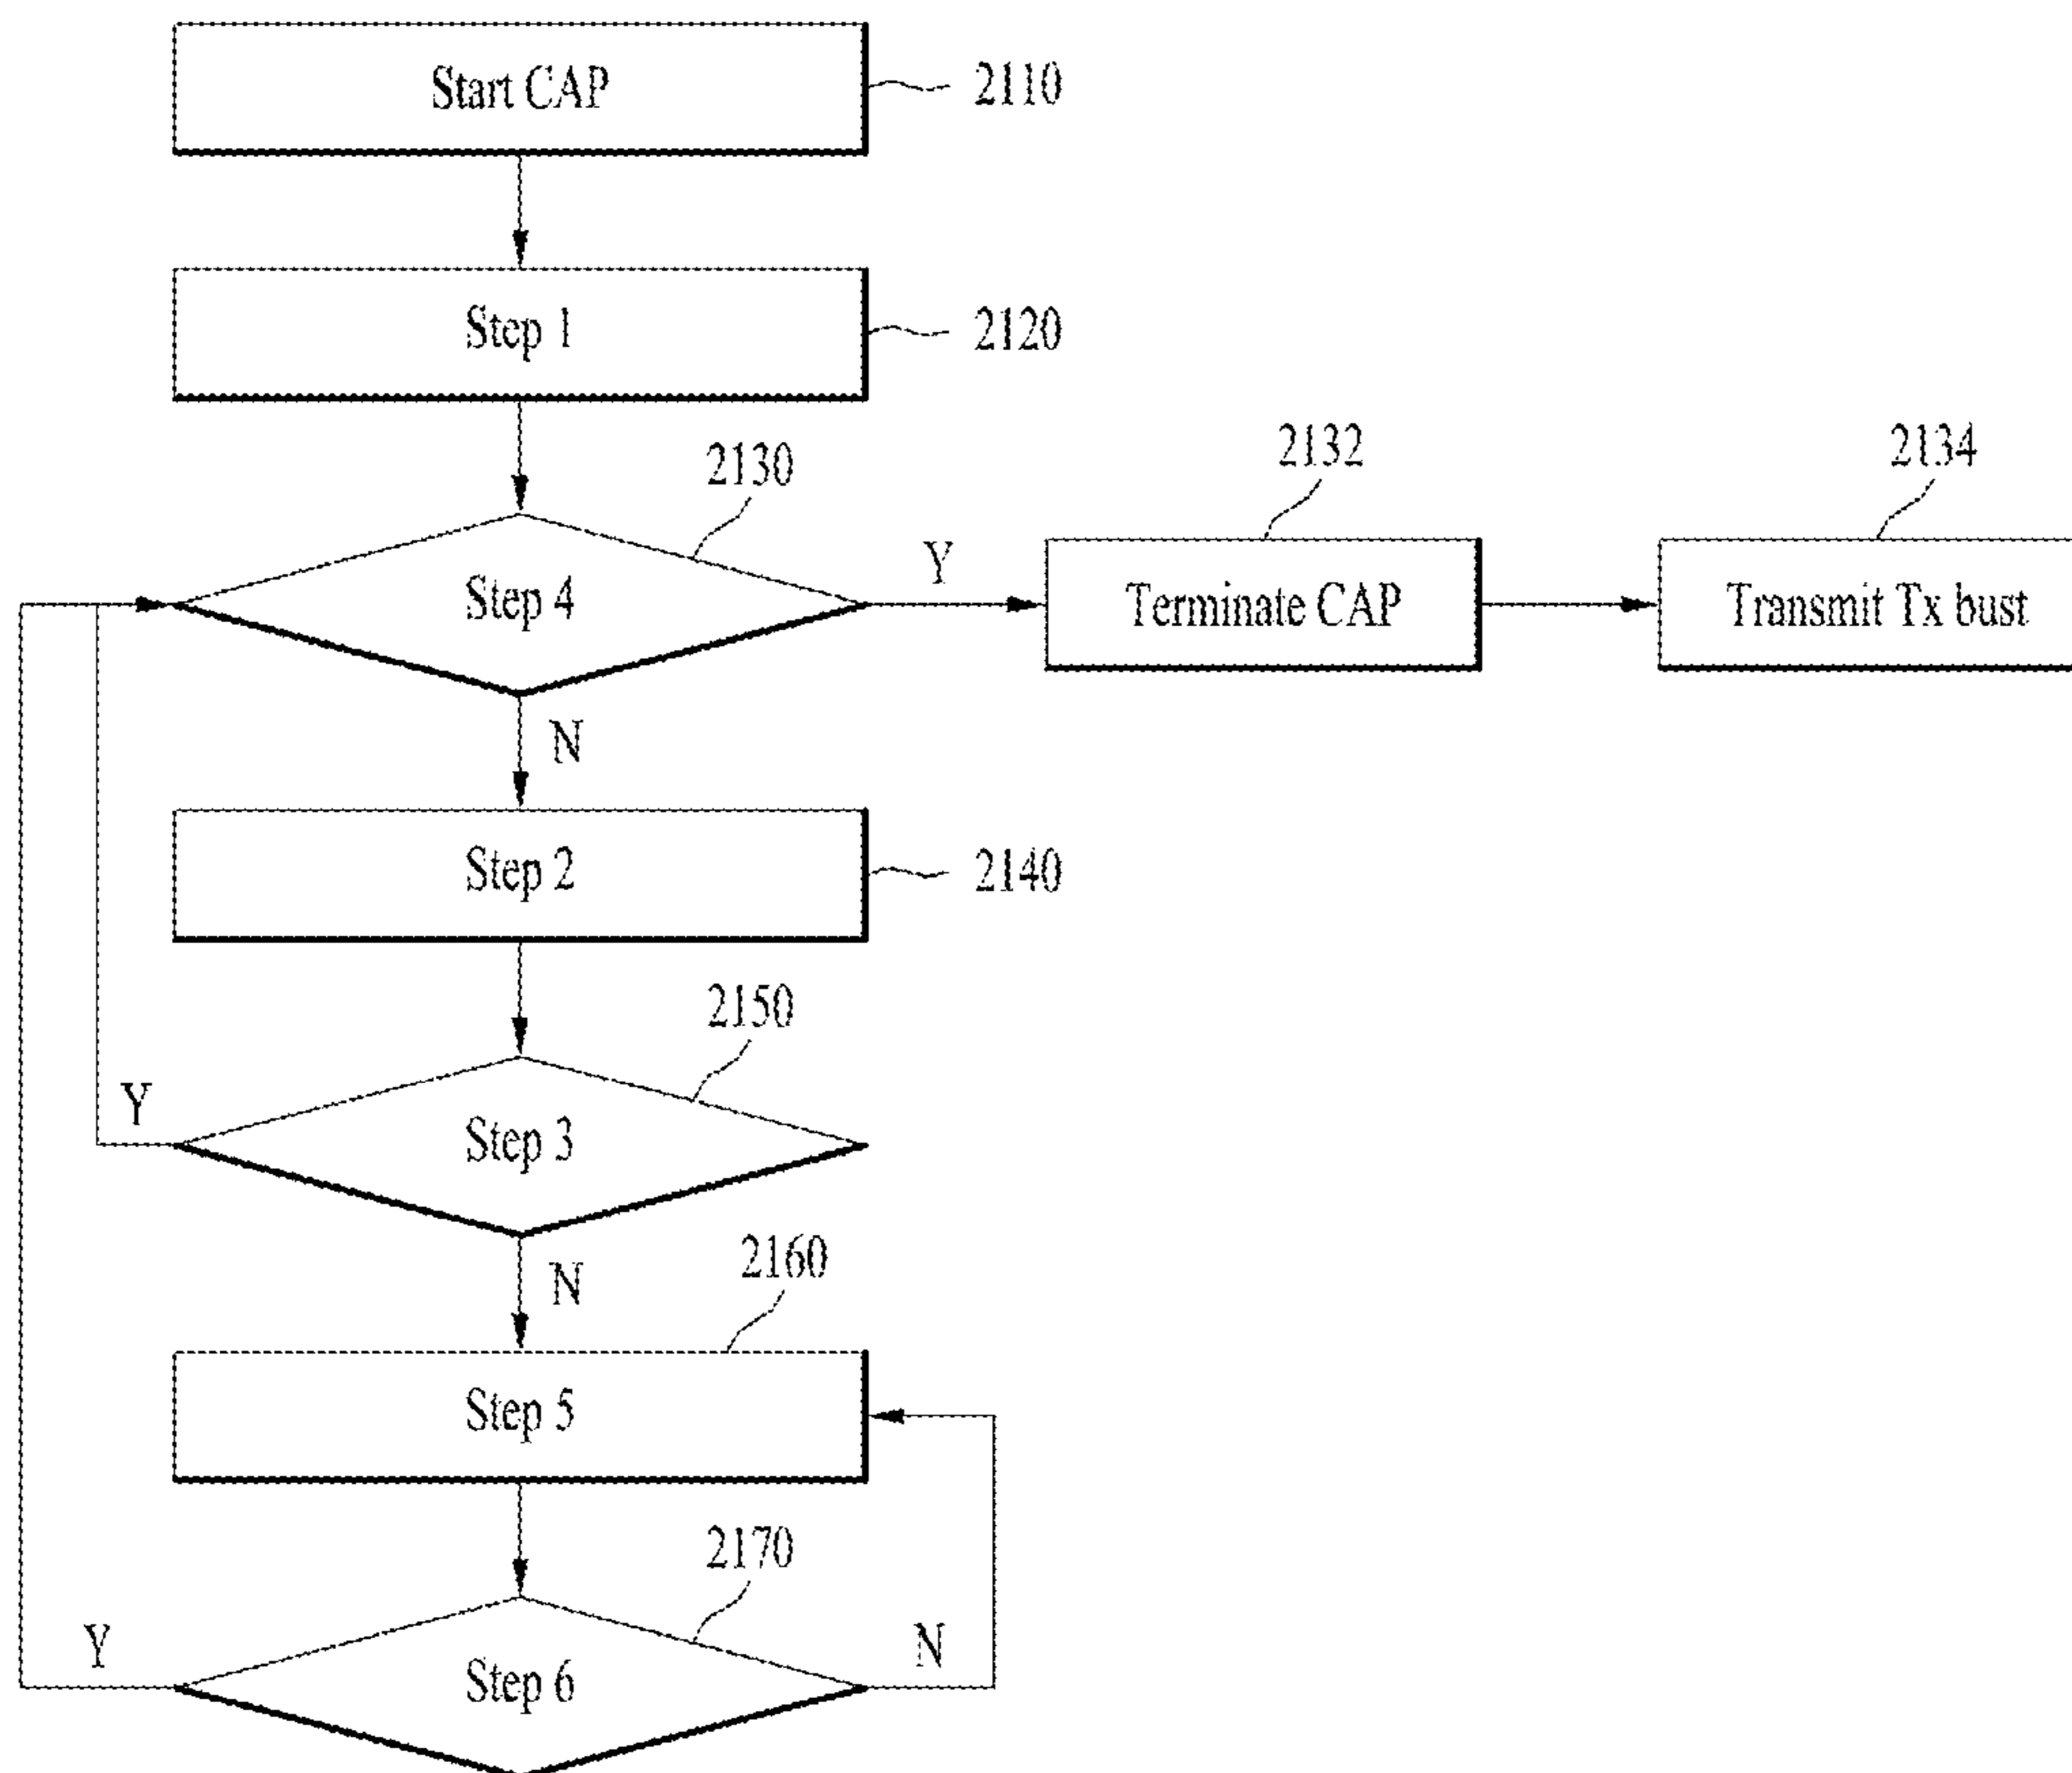 Start CAP
2110
Step 1
2120
2130
2132
2134
Step 4
Y
Terminate CAP
Transmit Tx bust
N
Step 2
2140
2150
Y
Step 3
N
2160
Step 5
2170
Y
Step 6
N